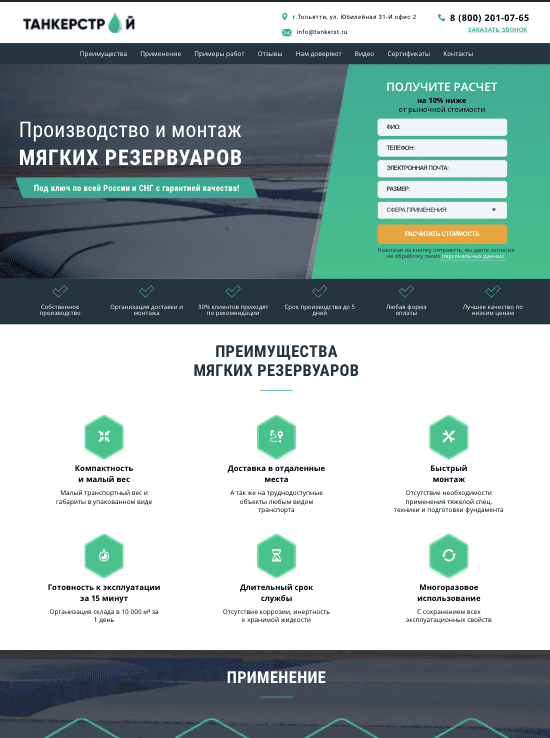 ТАНКЕРСТРОЙ
г.Тольятти, ул. Юбилейная 31-И офис 2
info@tankerst.ru
8 (800) 201-07-65
ЗАКАЗАТЬ ЗВОНОК
Преимущества Применение Примеры работ Отзывы Нам доверяют Видео Сертификаты Контакты
Производство и монтаж
МЯГКИХ РЕЗЕРВУАРОВ
Под ключ по всей России и СНГ с гарантией качества!
ПОЛУЧИТЕ РАСЧЕТ
на 10% ниже
от рыночной стоимости
ФИО:
ТЕЛЕФОН:
ЭЛЕКТРОННАЯ ПОЧТА:
РАЗМЕР:
СФЕРА ПРИМЕНЕНИЯ:
РАСЧИТАТЬ СТОИМОСТЬ
Нажимая на кнопку отправить, вы даете согласие
на обработку своих персональных данных.
Собственное
производство
Организация доставки и
монтажа
30% клиентов приходят
по рекомендации
Срок производства до 5
дней
Любая форма
оплаты
Лучшее качество по
низким ценам
ПРЕИМУЩЕСТВА
МЯГКИХ РЕЗЕРВУАРОВ
Компактность
и малый вес
Малый транспортный вес и
габариты в упакованном виде
Доставка в отдаленные
места
А так же на труднодоступные
объекты любым видом
транспорта
Быстрый
монтаж
Отсутствие необходимости
применения тяжелой спец.
техники и подготовки фундамента
Готовность к эксплуатации
за 15 минут
Организация склада в 10 000 м³ за
1 день
Длительный срок
службы
Отсутствие коррозии, инертность
к хранимой жидкости
Многоразовое
использование
С сохранением всех
эксплуатационных свойств
ПРИМЕНЕНИЕ